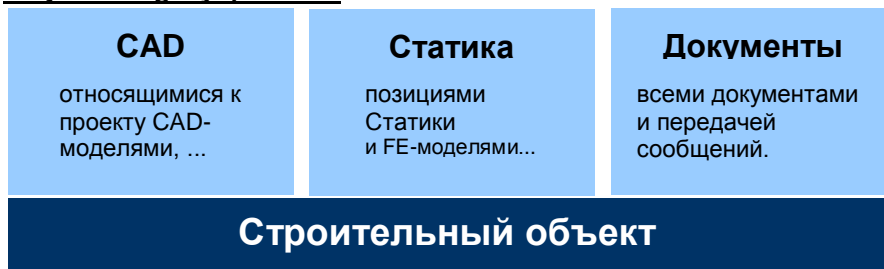 CAD
относящимися к
проекту CAD-
моделями, ...
Статика
позициями
Статики
и FE-моделями...
Документы
всеми документами
и передачей
сообщений.
Строительный объект